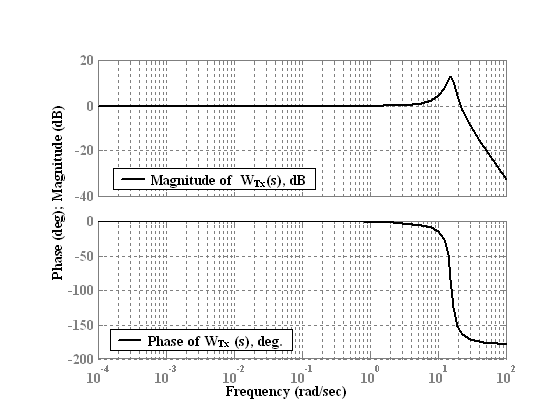 20
0
-20
-40
Magnitude of W_Tx(s), dB
Phase (deg); Magnitude (dB)
0
-50
-100
-150
-200
Phase of W_Tx (s), deg.
10^-4 10^-3 10^-2 10^-1 10^0 10^1 10^2
Frequency (rad/sec)